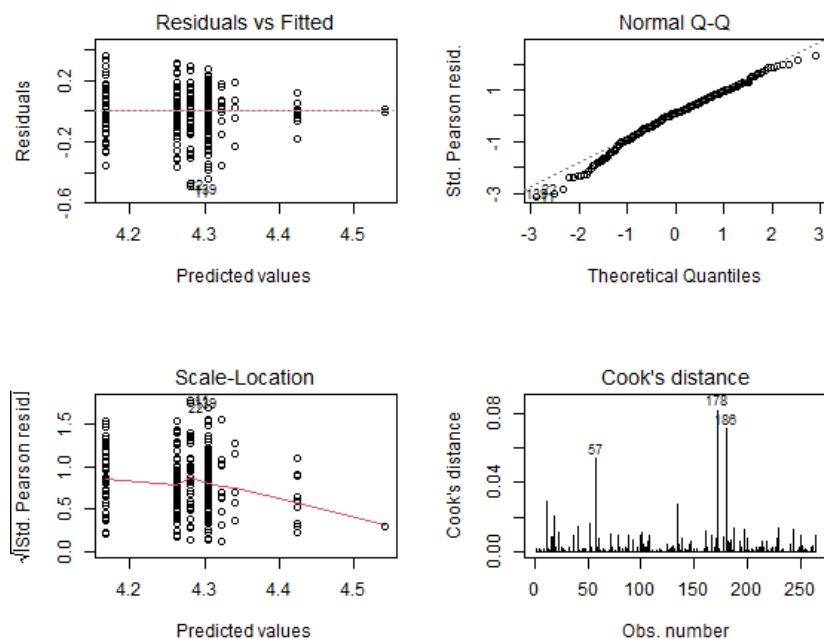 Residuals vs Fitted
Residuals
0.2
-0.2
-0.6
4.2 4.3 4.4 4.5
Predicted values
Normal Q-Q
Std. Pearson resid.
1
-1
-3
22
-3 -2 -1 0 1 2 3
Theoretical Quantiles
Scale-Location
√|Std. Pearson resid.|
1.5
1.0
0.5
0.0
22
4.2 4.3 4.4 4.5
Predicted values
Cook's distance
Cook's distance
0.08
0.04
0.00
57
178
186
0 50 100 150 200 250
Obs. number